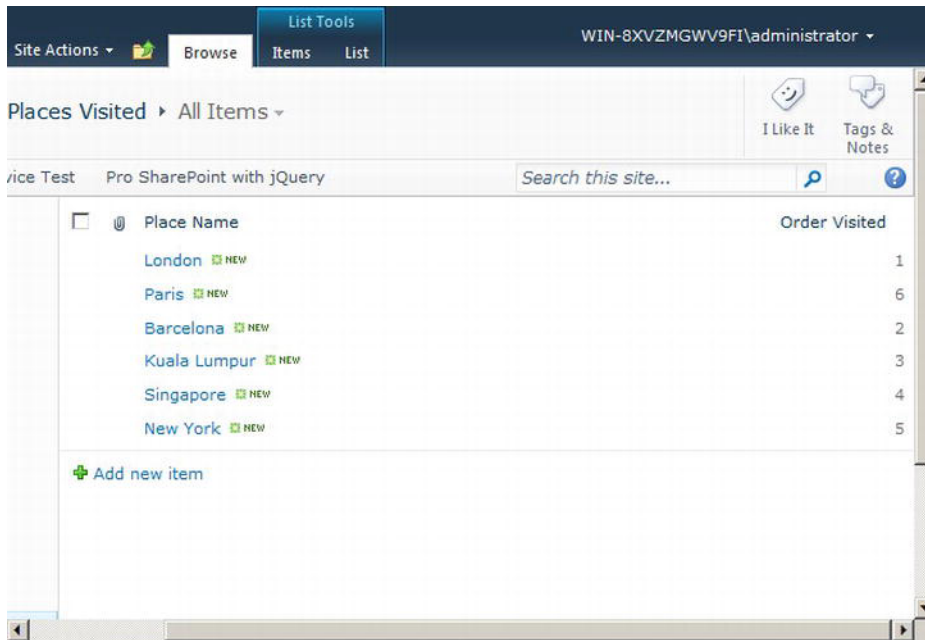 List Tools
Site Actions Browse Items List WIN-8XVZMGWV9FI\administrator
Places Visited All Items
I Like It Tags &
Notes
vice Test Pro SharePoint with jQuery Search this site...
Place Name Order Visited
London NEW 1
Paris NEW 6
Barcelona NEW 2
Kuala Lumpur NEW 3
Singapore NEW 4
New York NEW 5
Add new item